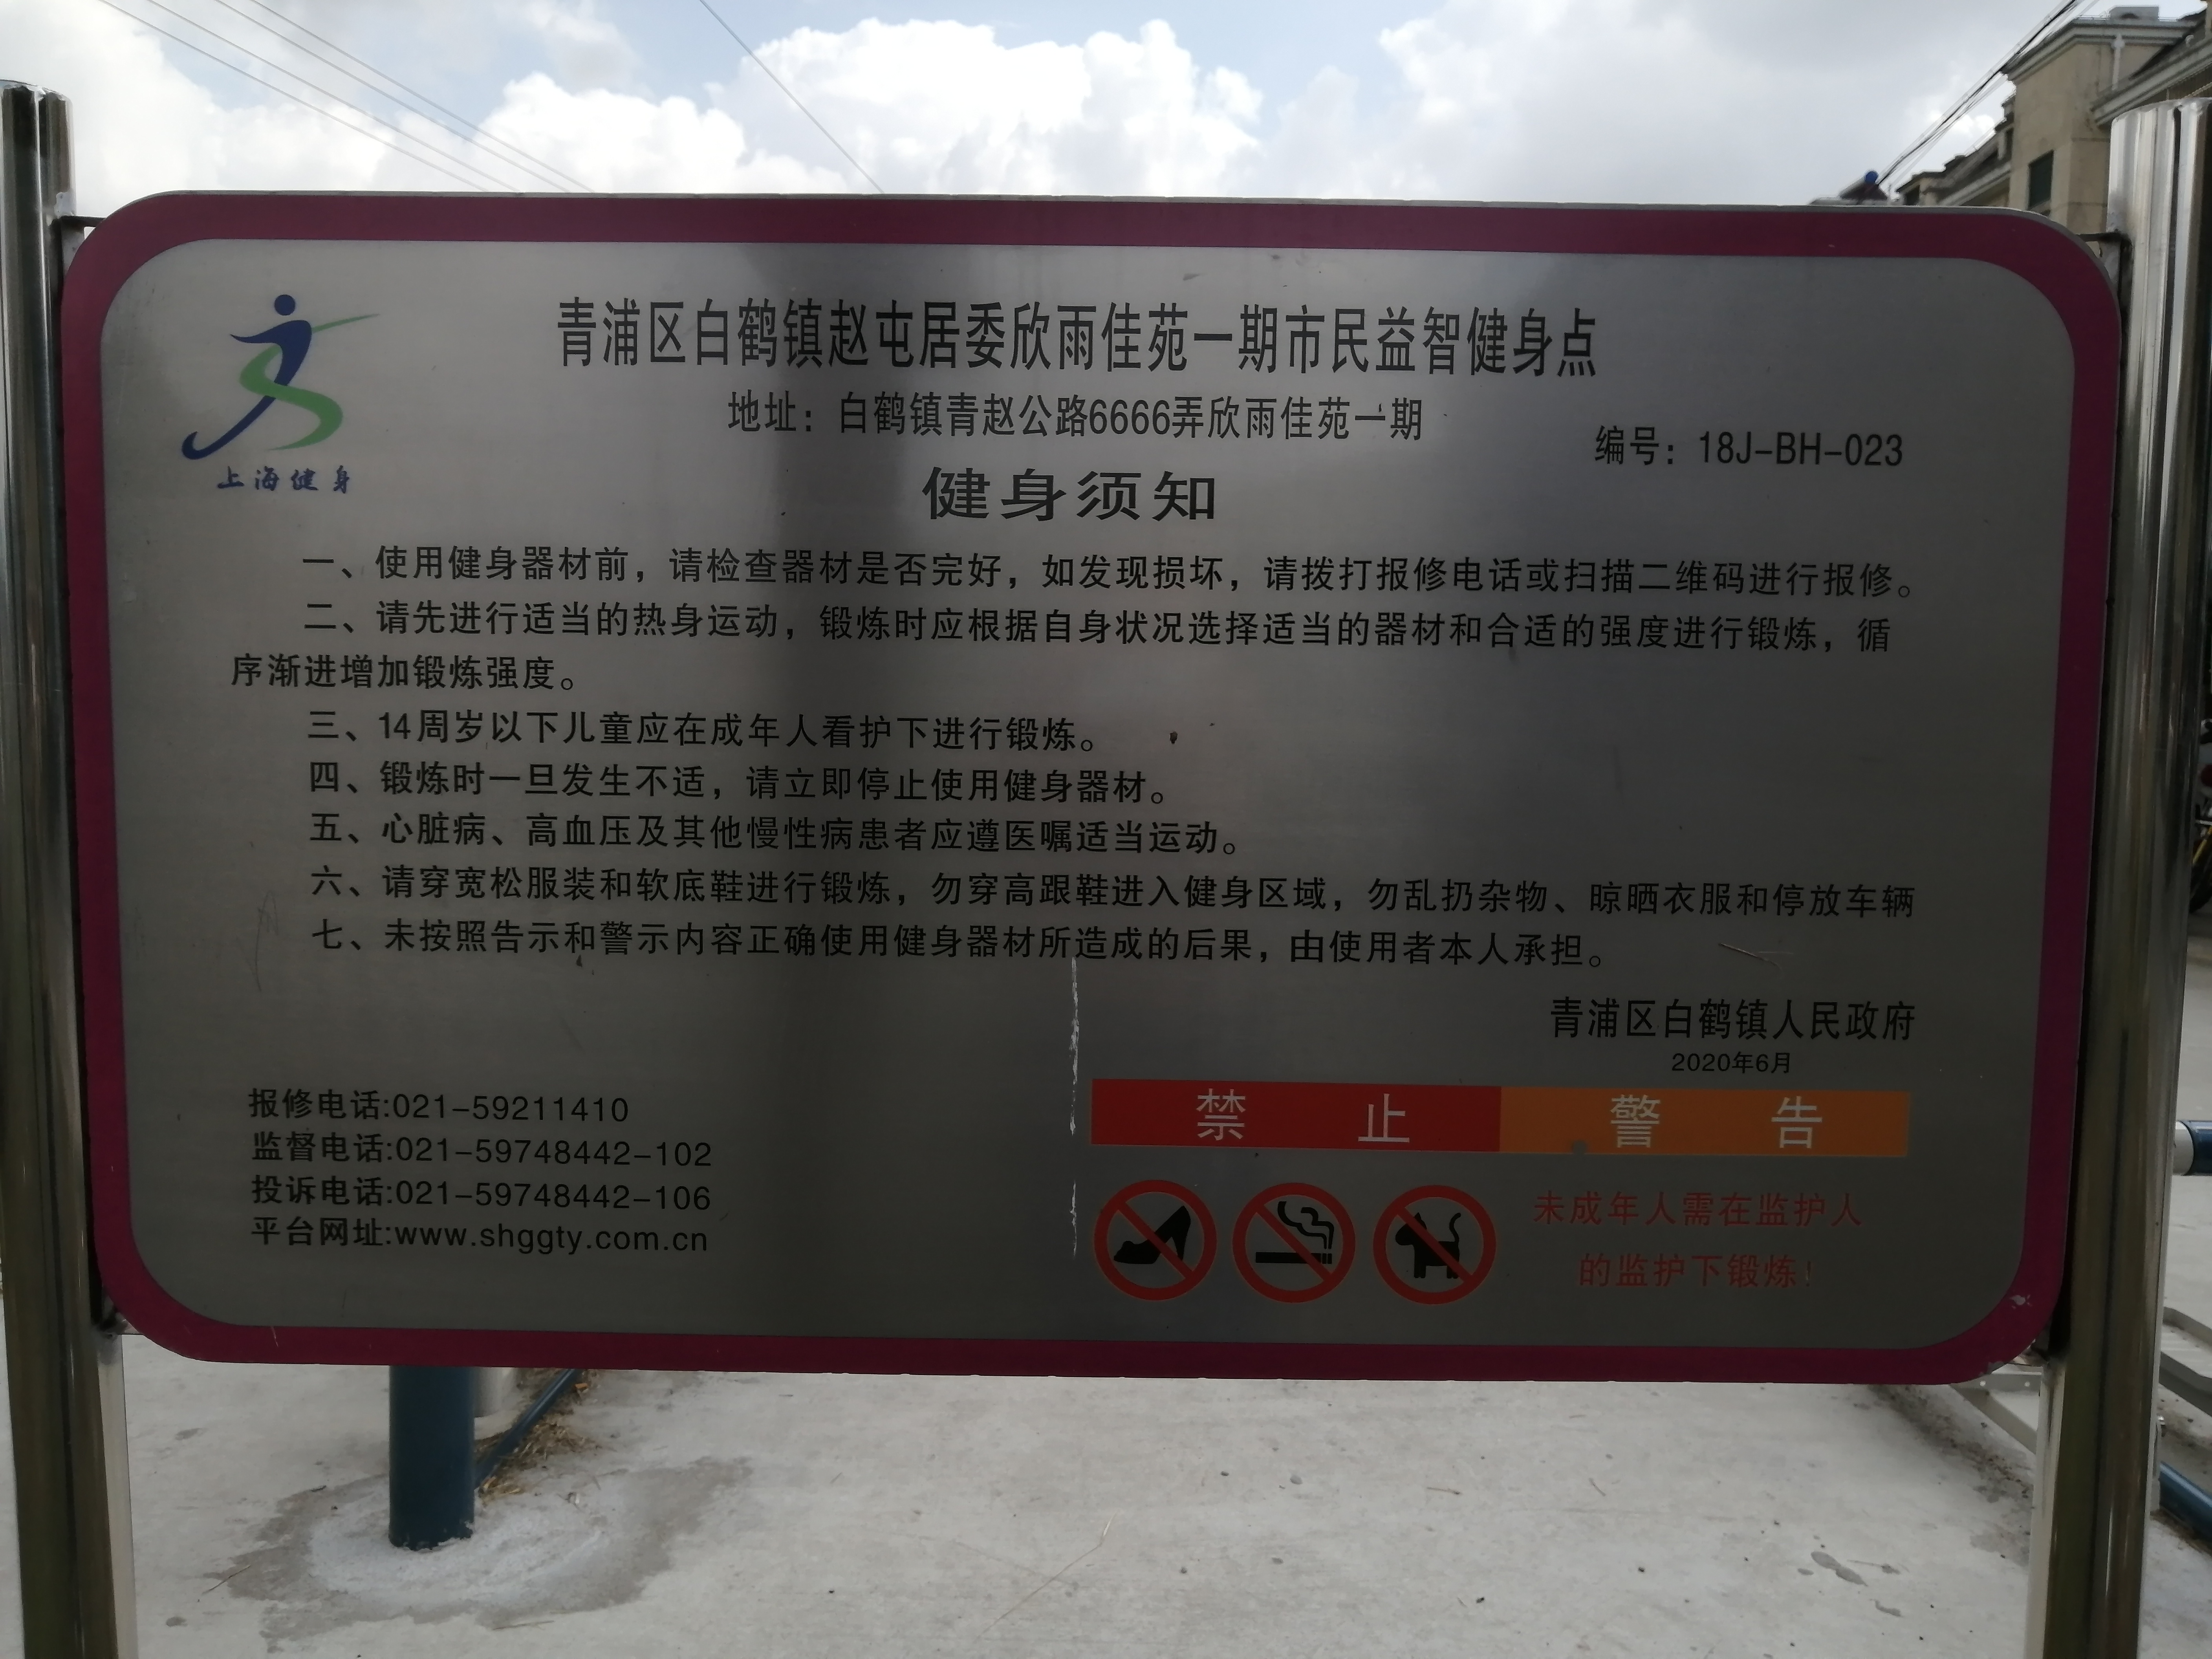 青浦区白鹤镇赵屯居委欣雨佳苑一期市民益智健身点
地址：白鹤镇青赵公路6666弄欣雨佳苑一期
编号：18J-BH-023
上海健身
健身须知
一、使用健身器材前，请检查器材是否完好，如发现损坏，请拨打报修电话或扫描二维码进行报修。
二、请先进行适当的热身运动，锻炼时应根据自身状况选择适当的器材和合适的强度进行锻炼，循
序渐进增加锻炼强度。
三、14周岁以下儿童应在成年人看护下进行锻炼。
四、锻炼时一旦发生不适，请立即停止使用健身器材。
五、心脏病、高血压及其他慢性病患者应遵医嘱适当运动。
六、请穿宽松服装和软底鞋进行锻炼，勿穿高跟鞋进入健身区域，勿乱扔杂物、晾晒衣服和停放车辆
七、未按照告示和警示内容正确使用健身器材所造成的后果，由使用者本人承担。
青浦区白鹤镇人民政府
2020年6月
报修电话:021-59211410
监督电话:021-59748442-102
投诉电话:021-59748442-106
平台网址:www.shggty.com.cn
禁止 警告
未成年人需在监护人
的监护下锻炼！